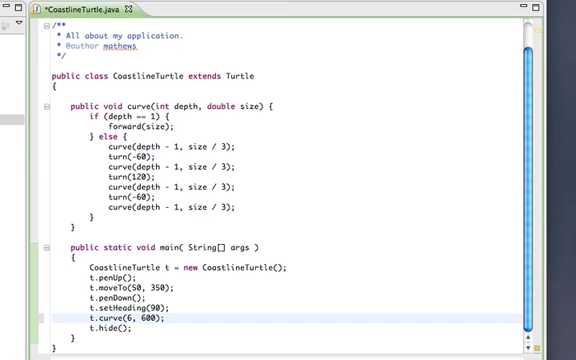 *CoastlineTurtle.java
/**
 * All about my application.
 * @author mathews
 */
public class CoastlineTurtle extends Turtle
{
public void curve(int depth, double size) {
if (depth == 1) {
forward(size);
} else {
curve(depth - 1, size / 3);
turn(-60);
curve(depth - 1, size / 3);
turn(120);
curve(depth - 1, size / 3);
turn(-60);
curve(depth - 1, size / 3);
}
}
public static void main( String[] args )
{
CoastlineTurtle t = new CoastlineTurtle();
t.penUp();
t.moveTo(50, 350);
t.penDown();
t.setHeading(90);
t.curve(6, 600);
t.hide();
}
}